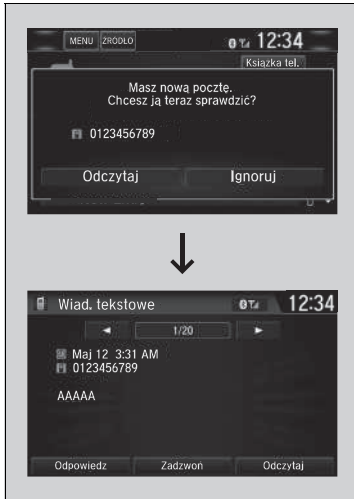 MENU ŹRÓDŁO 12:34
Książka tel.
Masz nową pocztę.
Chcesz ją teraz sprawdzić?
0123456789
Odczytaj Ignoruj
Wiad. tekstowe 12:34
1/20
Maj 12 3:31 AM
0123456789
AAAAA
Odpowiedz Zadzwoń Odczytaj